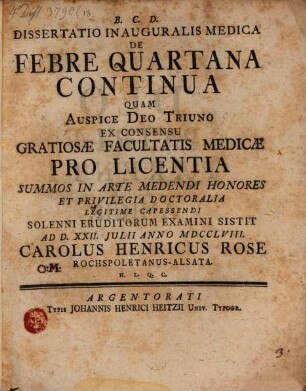 B. C. D.
DISSERTATIO INAUGURALIS MEDICA
DE
FEBRE QUARTANA
CONTINUA
QUAM
AUSPICE DEO TRIUNO
EX CONSENSU
GRATIOSÆ FACULTATIS MEDICÆ
PRO LICENTIA
SUMMOS IN ARTE MEDENDI HONORES
ET PRIVILEGIA DOCTORALIA
LEGITIME CAPESSENDI
SOLENNI ERUDITORUM EXAMINI SISTIT
AD D. XXII. JULII ANNO MDCCLVIII.
CAROLUS HENRICUS ROSE
ROCHSPOLETANUS-ALSATA.
H. L. Q. C.
ARGENTORATI
TYPIS JOHANNIS HENRICI HEITZII UNIV. TYPOGR.
3.